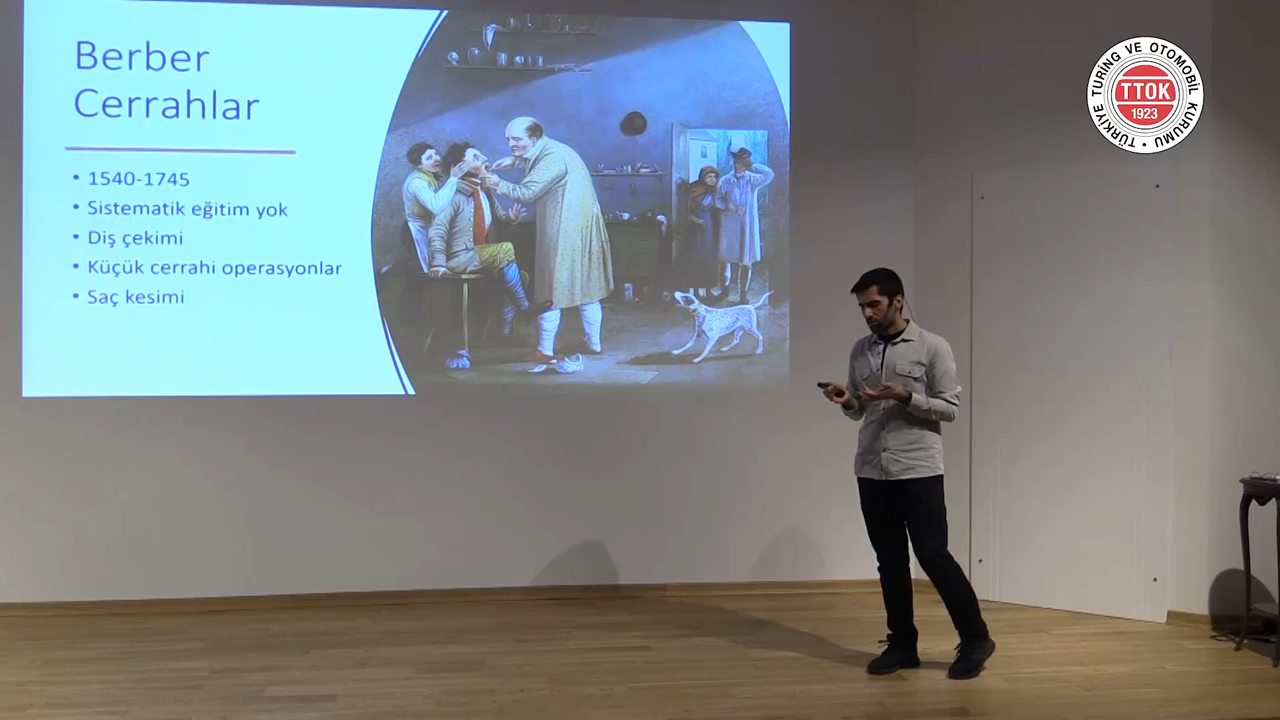 Berber
Cerrahlar
• 1540-1745
• Sistematik eğitim yok
• Diş çekimi
• Küçük cerrahi operasyonlar
• Saç kesimi
TÜRKİYE TURİNG VE OTOMOBİL KURUMU •
TTOK
1923